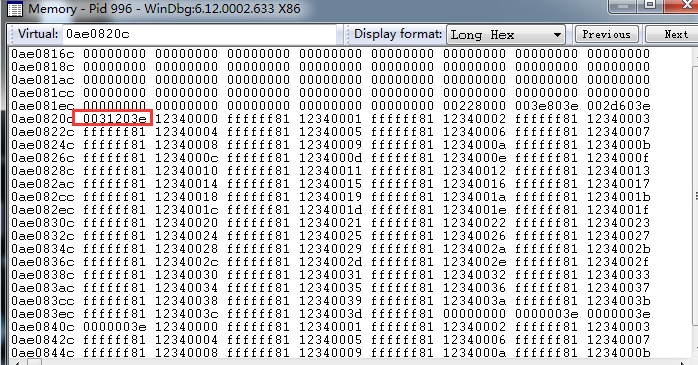 Memory - Pid 996 - WinDbg:6.12.0002.633 X86
Virtual: 0ae0820c Display format: Long Hex Previous Next
0ae0816c 00000000 00000000 00000000 00000000 00000000 00000000 00000000 00000000
0ae0818c 00000000 00000000 00000000 00000000 00000000 00000000 00000000 00000000
0ae081ac 00000000 00000000 00000000 00000000 00000000 00000000 00000000 00000000
0ae081cc 00000000 00000000 00000000 00000000 00000000 00000000 00000000 00000000
0ae081ec 00000000 00000000 00000000 00000000 00000000 00228000 003e803e 002d603e
0ae0820c 0031203e 12340000 ffffff81 12340001 ffffff81 12340002 ffffff81 12340003
0ae0822c ffffff81 12340004 ffffff81 12340005 ffffff81 12340006 ffffff81 12340007
0ae0824c ffffff81 12340008 ffffff81 12340009 ffffff81 1234000a ffffff81 1234000b
0ae0826c ffffff81 1234000c ffffff81 1234000d ffffff81 1234000e ffffff81 1234000f
0ae0828c ffffff81 12340010 ffffff81 12340011 ffffff81 12340012 ffffff81 12340013
0ae082ac ffffff81 12340014 ffffff81 12340015 ffffff81 12340016 ffffff81 12340017
0ae082cc ffffff81 12340018 ffffff81 12340019 ffffff81 1234001a ffffff81 1234001b
0ae082ec ffffff81 1234001c ffffff81 1234001d ffffff81 1234001e ffffff81 1234001f
0ae0830c ffffff81 12340020 ffffff81 12340021 ffffff81 12340022 ffffff81 12340023
0ae0832c ffffff81 12340024 ffffff81 12340025 ffffff81 12340026 ffffff81 12340027
0ae0834c ffffff81 12340028 ffffff81 12340029 ffffff81 1234002a ffffff81 1234002b
0ae0836c ffffff81 1234002c ffffff81 1234002d ffffff81 1234002e ffffff81 1234002f
0ae0838c ffffff81 12340030 ffffff81 12340031 ffffff81 12340032 ffffff81 12340033
0ae083ac ffffff81 12340034 ffffff81 12340035 ffffff81 12340036 ffffff81 12340037
0ae083cc ffffff81 12340038 ffffff81 12340039 ffffff81 1234003a ffffff81 1234003b
0ae083ec ffffff81 1234003c ffffff81 1234003d ffffff81 00000000 0000003e 0000003e
0ae0840c 0000003e 12340000 ffffff81 12340001 ffffff81 12340002 ffffff81 12340003
0ae0842c ffffff81 12340004 ffffff81 12340005 ffffff81 12340006 ffffff81 12340007
0ae0844c ffffff81 12340008 ffffff81 12340009 ffffff81 1234000a ffffff81 1234000b